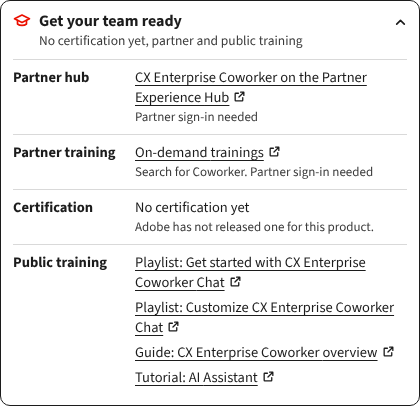 Get your team ready
No certification yet, partner and public training
Partner hub
CX Enterprise Coworker on the Partner
Experience Hub
Partner sign-in needed
Partner training
On-demand trainings
Search for Coworker. Partner sign-in needed
Certification
No certification yet
Adobe has not released one for this product.
Public training
Playlist: Get started with CX Enterprise
Coworker Chat
Playlist: Customize CX Enterprise Coworker
Chat
Guide: CX Enterprise Coworker overview
Tutorial: AI Assistant